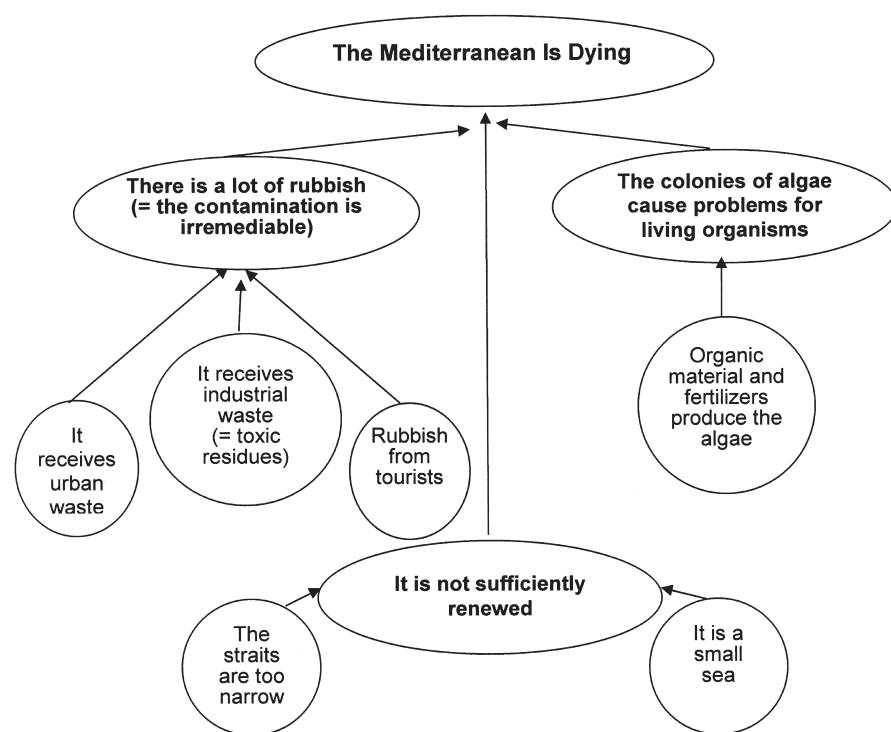 The Mediterranean Is Dying
There is a lot of rubbish
(= the contamination is
irremediable)
The colonies of algae
cause problems for
living organisms
It
receives
urban
waste
It receives
industrial
waste
(= toxic
residues)
Rubbish
from
tourists
Organic
material and
fertilizers
produce the
algae
It is not sufficiently
renewed
The
straits
are too
narrow
It is a
small
sea